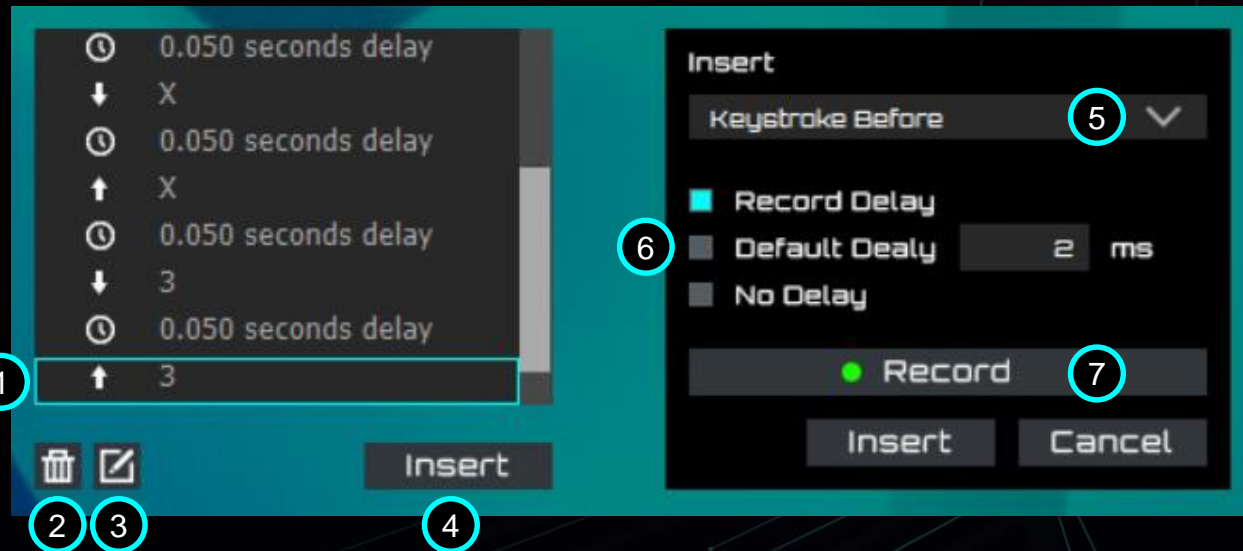 0.050 seconds delay
X
0.050 seconds delay
X
0.050 seconds delay
3
0.050 seconds delay
1
3
Insert
2
3
4
Insert
Keystroke Before
5
Record Delay
6
Default Dealy 2 ms
No Delay
Record
7
Insert Cancel